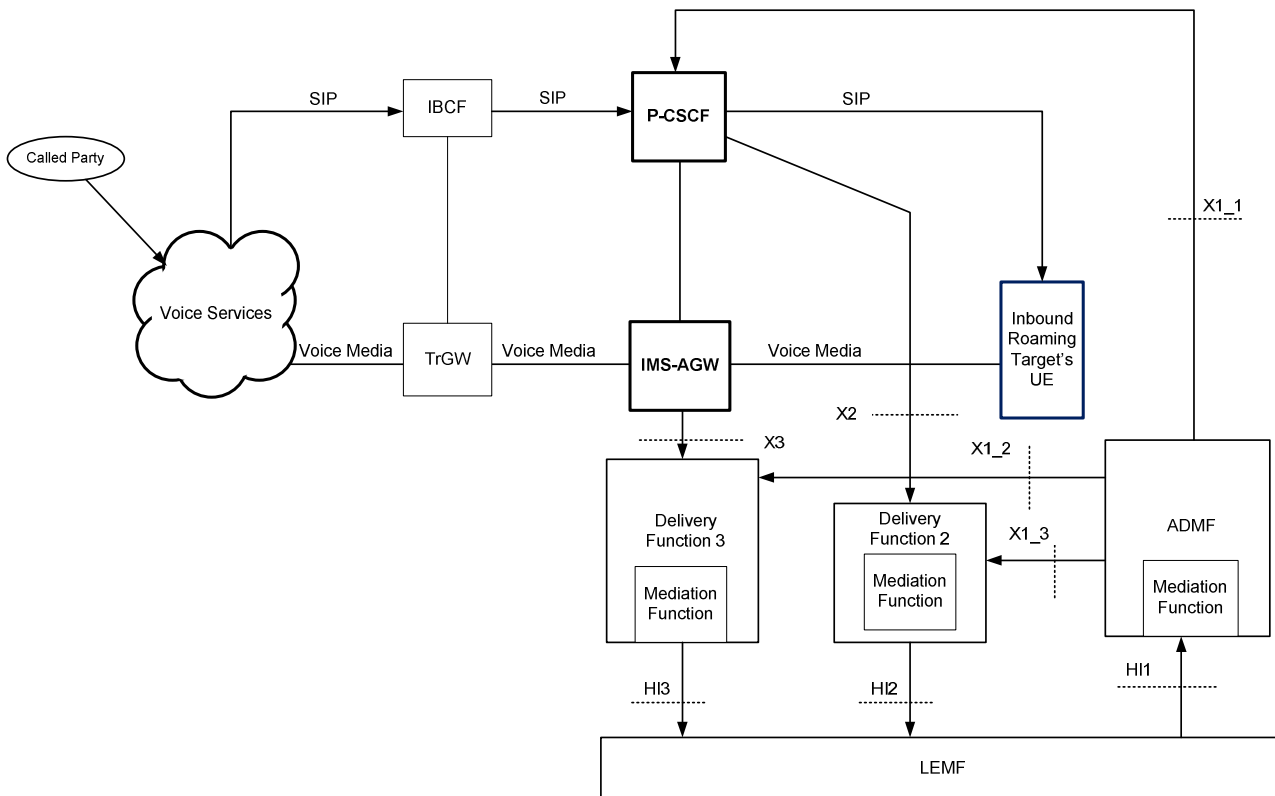 SIP
IBCF
SIP
P-CSCF
SIP
Called Party
X1_1
Voice Services
Voice Media
TrGW
Voice Media
IMS-AGW
Voice Media
Inbound
Roaming
Target's
UE
X2
X3
X1_2
Delivery
Function 3
Mediation
Function
Delivery
Function 2
Mediation
Function
X1_3
ADMF
Mediation
Function
HI3
HI2
HI1
LEMF